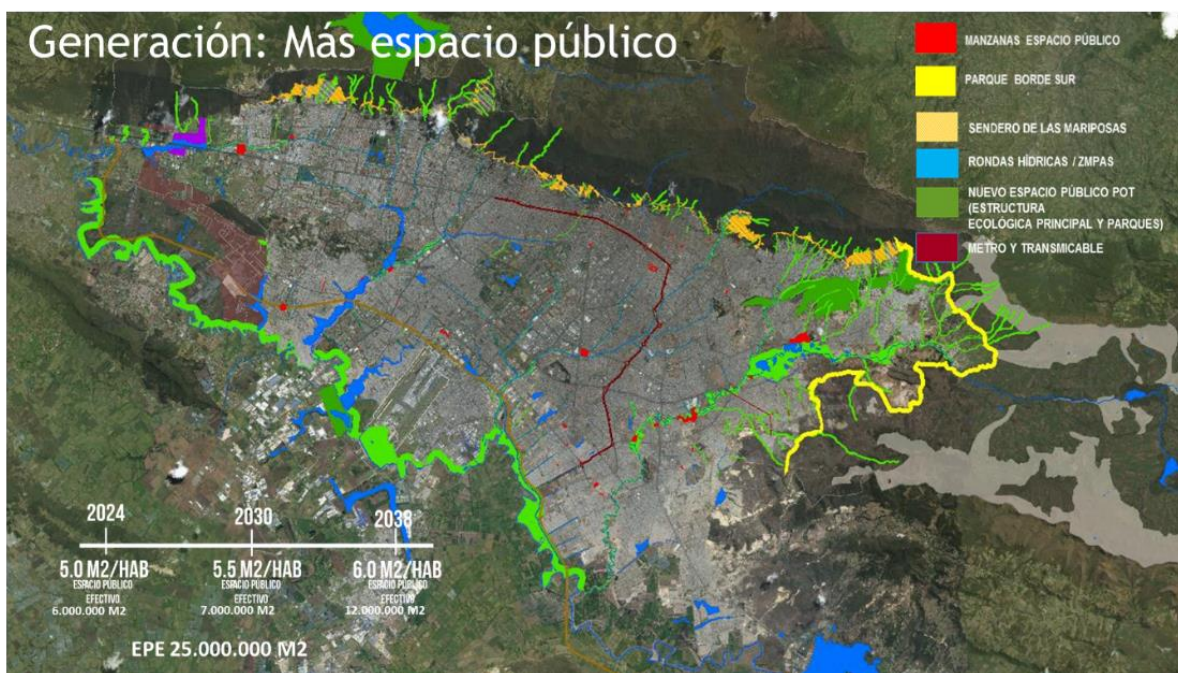 Generación: Más espacio público
MANZANAS ESPACIO PÚBLICO
PARQUE BORDE SUR
SENDERO DE LAS MARIPOSAS
RONDAS HÍDRICAS / ZMPAS
NUEVO ESPACIO PÚBLICO POT
(ESTRUCTURA
ECOLÓGICA PRINCIPAL Y PARQUES)
METRO Y TRANSMICABLE
2024
2030
2038
5.0 M2/HAB
5.5 M2/HAB
6.0 M2/HAB
ESPACIO PÚBLICO
ESPACIO PÚBLICO
ESPACIO PÚBLICO
EFECTIVO
EFECTIVO
EFECTIVO
6.000.000 M2
7.000.000 M2
12.000.000 M2
EPE 25.000.000 M2